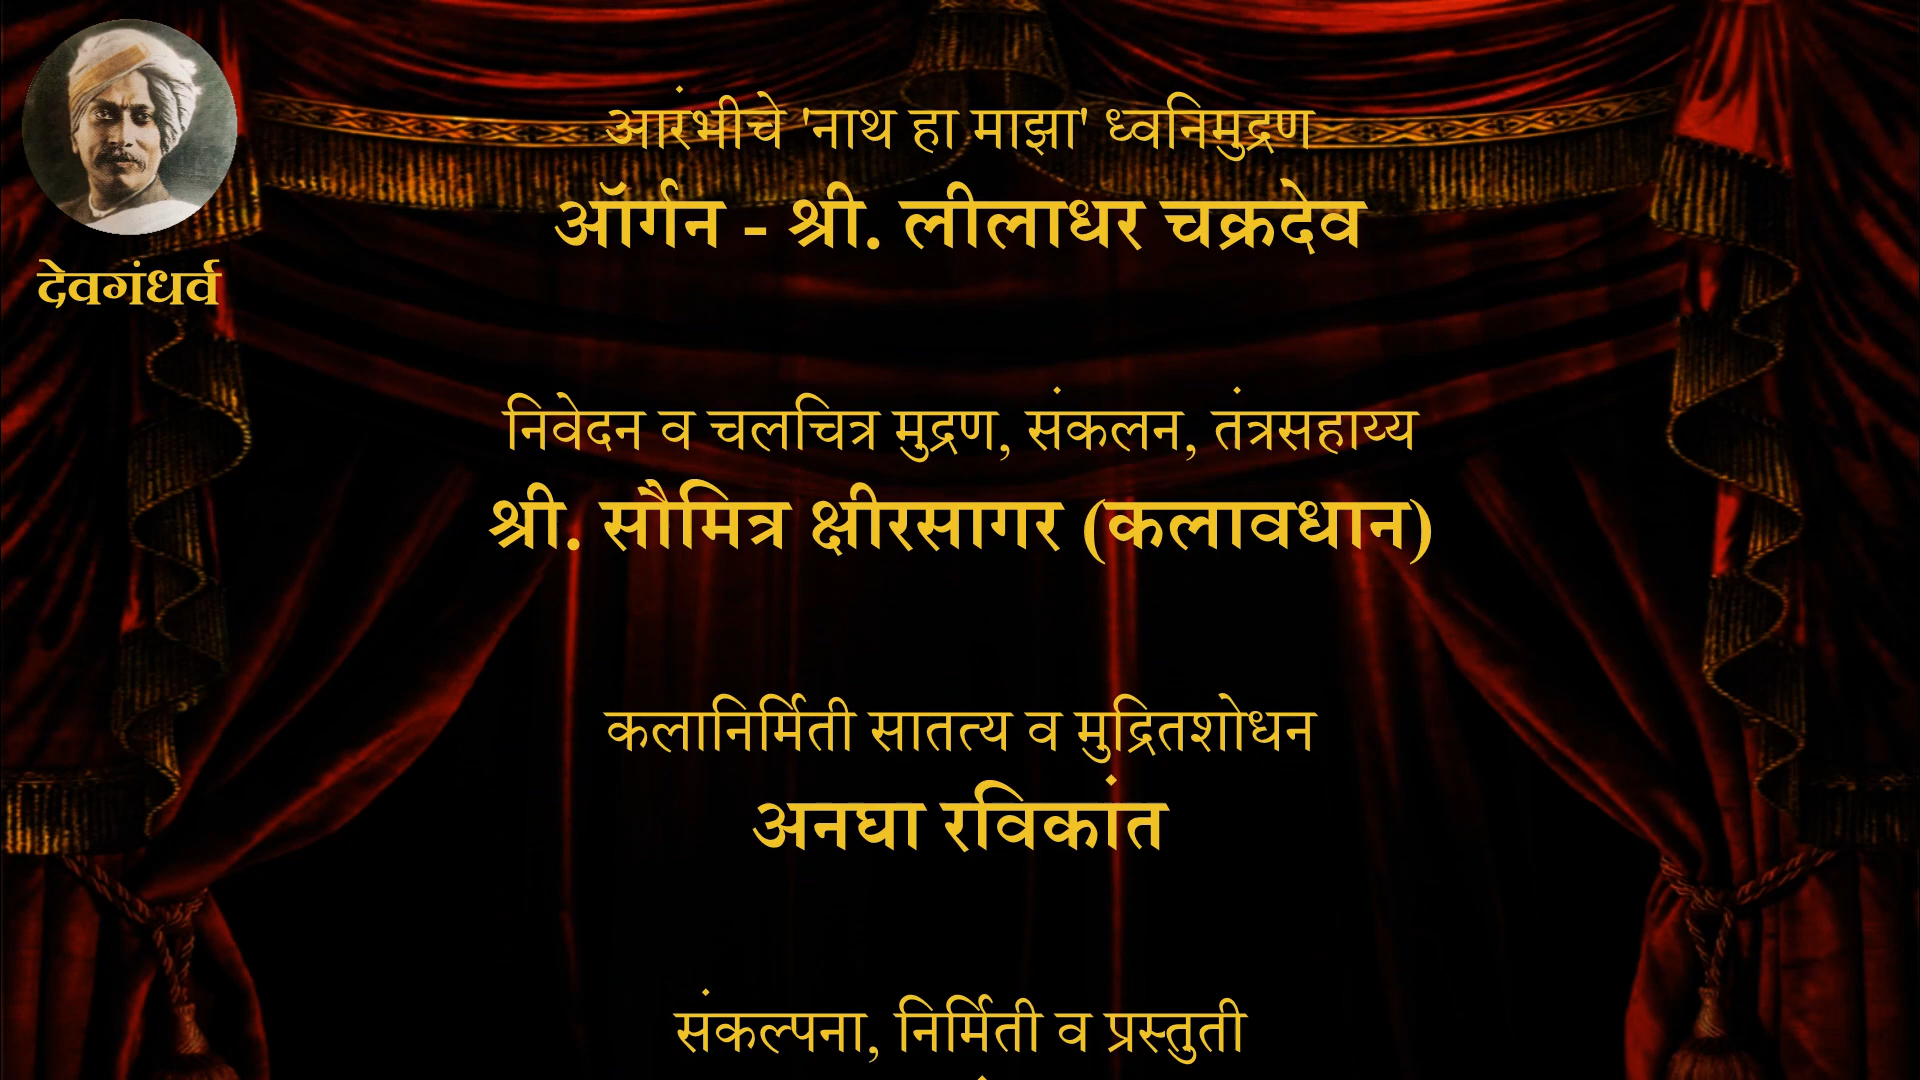 देवगंधर्व
आरंभीचे 'नाथ हा माझा' ध्वनिमुद्रण
ऑर्गन - श्री. लीलाधर चक्रदेव
निवेदन व चलचित्र मुद्रण, संकलन, तंत्रसहाय्य
श्री. सौमित्र क्षीरसागर (कलावधान)
कलानिर्मिती सातत्य व मुद्रितशोधन
अनघा रविकांत
संकल्पना, निर्मिती व प्रस्तुती